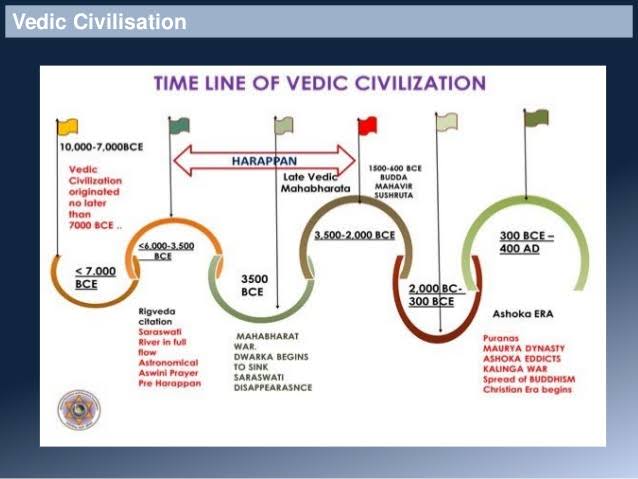 Vedic Civilisation
TIME LINE OF VEDIC CIVILIZATION
10,000-7,000BCE
Vedic
Civilization
originated
no later
than
7000 BCE ..
< 7.000
BCE
<6.000-3,500
BCE
Rigveda
citation
Saraswati
River in full
flow
Astronomical
Aswini Prayer
Pre Harappan
HARAPPAN
3500
BCE
MAHABHARAT
WAR.
DWARKA BEGINS
TO SINK
SARASWATI
DISAPPEARASNCE
Late Vedic
Mahabharata
3,500-2,000 BCE
1500-600 BCE
BUDDA
MAHAVIR
SUSHRUTA
2,000 BC-
300 BCE
300 BCE –
400 AD
Ashoka ERA
Puranas
MAURYA DYNASTY
ASHOKA EDDICTS
KALINGA WAR
Spread of BUDDHISM
Christian Era begins